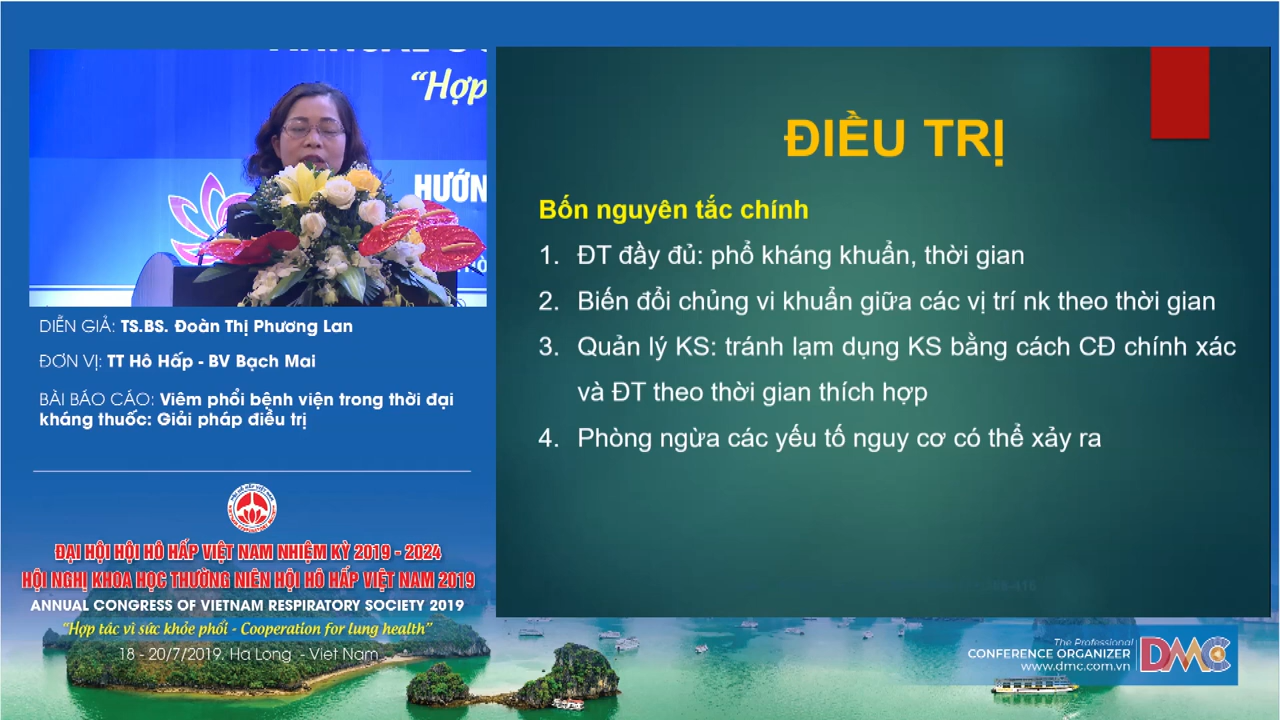 “Hợp
HƯỚN
DIỄN GIẢ: TS.BS. Đoàn Thị Phương Lan
ĐƠN VỊ: TT Hô Hấp - BV Bạch Mai
BÀI BÁO CÁO: Viêm phổi bệnh viện trong thời đại
kháng thuốc: Giải pháp điều trị
ĐẠI HỘI HỘI HÔ HẤP VIỆT NAM NHIỆM KỲ 2019 - 2024
HỘI NGHỊ KHOA HỌC THƯỜNG NIÊN HỘI HÔ HẤP VIỆT NAM 2019
ANNUAL CONGRESS OF VIETNAM RESPIRATORY SOCIETY 2019
“Hợp tác vì sức khỏe phổi - Cooperation for lung health”
18 - 20/7/2019. Ha Long - Viet Nam
ĐIỀU TRỊ
Bốn nguyên tắc chính
1. ĐT đầy đủ: phổ kháng khuẩn, thời gian
2. Biến đổi chủng vi khuẩn giữa các vị trí nk theo thời gian
3. Quản lý KS: tránh lạm dụng KS bằng cách CĐ chính xác
và ĐT theo thời gian thích hợp
4. Phòng ngừa các yếu tố nguy cơ có thể xảy ra
The Professional
CONFERENCE ORGANIZER
www.dmc.com.vn
DMC